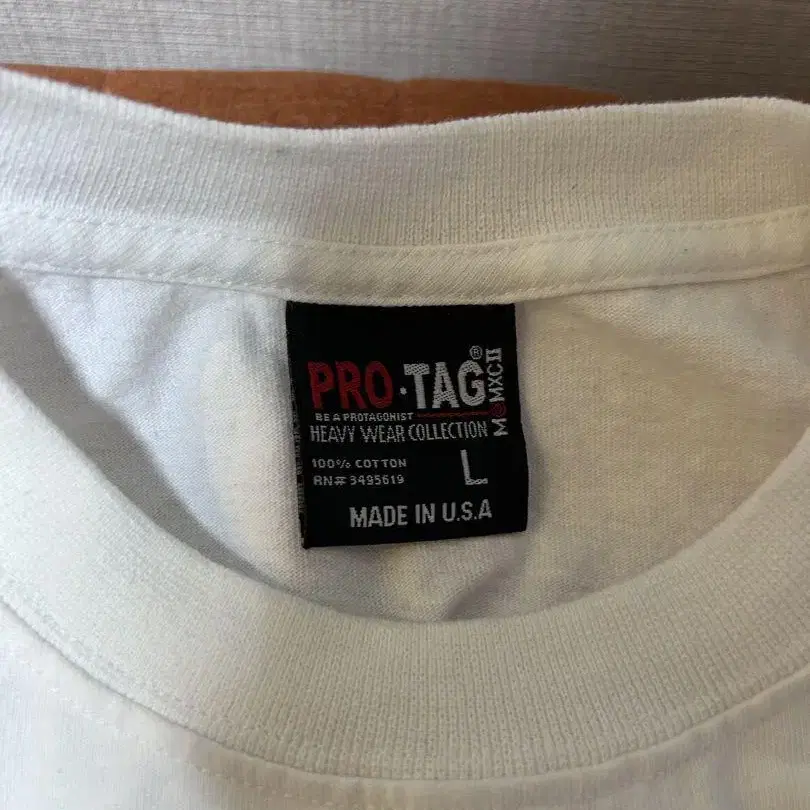 PRO·TAG®
BE A PROTAGONIST
HEAVY WEAR COLLECTION
MXCII
100% COTTON
RN# 3495619
L
MADE IN U.S.A